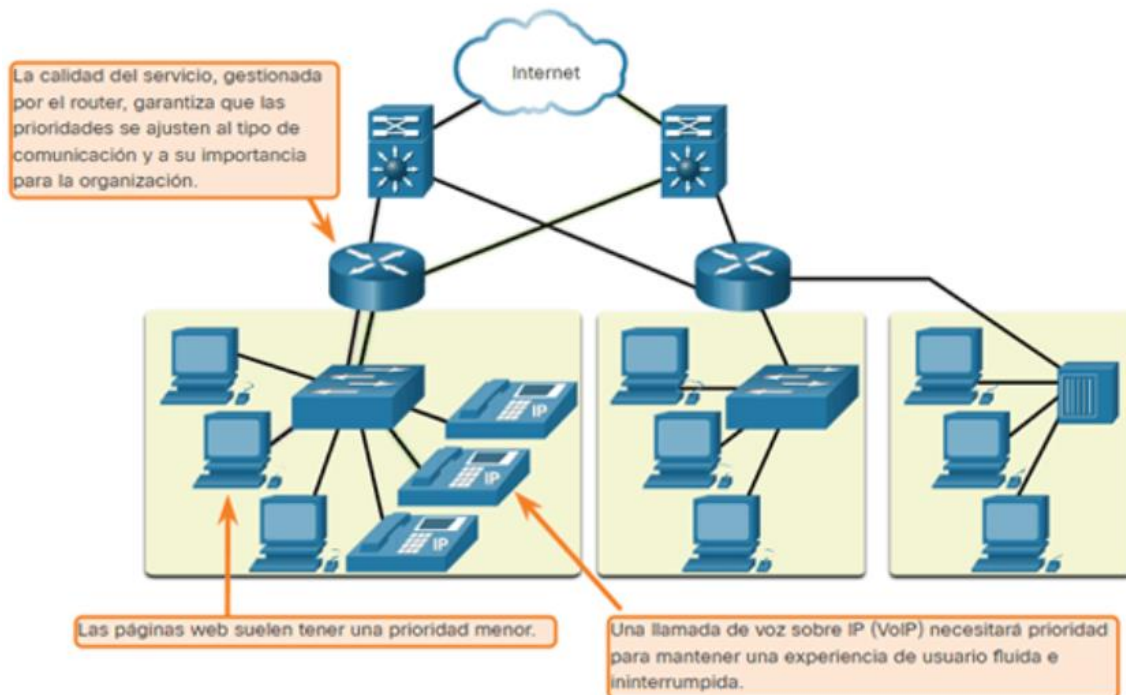 Internet
La calidad del servicio, gestionada
por el router, garantiza que las
prioridades se ajusten al tipo de
comunicación y a su importancia
para la organización.
IP
IP
IP
Las páginas web suelen tener una prioridad menor.
Una llamada de voz sobre IP (VoIP) necesitará prioridad
para mantener una experiencia de usuario fluida e
ininterrumpida.